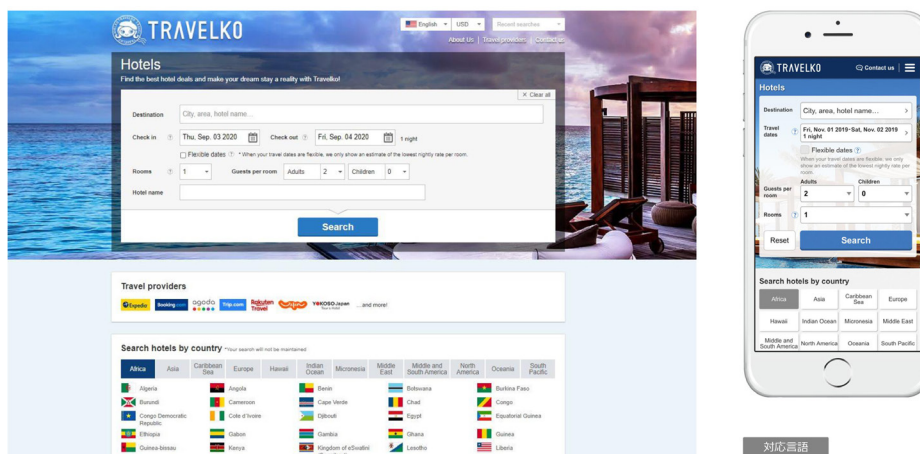 TRAVELKO
English
USD
Recent searches
About Us | Travel providers | Contact us
Hotels
Find the best hotel deals and make your dream stay a reality with Travelko!
× Clear all
Destination
City, area, hotel name...
Check in
Thu, Sep. 03 2020
Check out
Fri, Sep. 04 2020
1 night
Flexible dates
* When your travel dates are flexible, we only show an estimate of the lowest nightly rate per room.
Rooms
1
Guests per room
Adults
2
Children
0
Hotel name
Search
Travel providers
Expedia
Booking.com
agoda
Trip.com
Rakuten Travel
YOKOSO Japan
...and more!
Search hotels by country *Your search will not be maintained
Africa
Asia
Caribbean Sea
Europe
Hawaii
Indian Ocean
Micronesia
Middle East
Middle and South America
North America
Oceania
South Pacific
Algeria
Angola
Benin
Botswana
Burkina Faso
Burundi
Cameroon
Cape Verde
Chad
Congo
Congo Democratic Republic
Cote d'Ivoire
Djibouti
Egypt
Equatorial Guinea
Ethiopia
Gabon
Gambia
Ghana
Guinea
Guinea-bissau
Kenya
Kingdom of eSwatini
Lesotho
Liberia
TRAVELKO
Contact us
Hotels
Destination
City, area, hotel name...
Travel dates
Fri, Nov. 01 2019-Sat, Nov. 02 2019
1 night
Flexible dates
When your travel dates are flexible, we only show an estimate of the lowest nightly rate per room.
Guests per room
Adults
2
Children
0
Rooms
1
Reset
Search
Search hotels by country
Africa
Asia
Caribbean Sea
Europe
Hawaii
Indian Ocean
Micronesia
Middle East
Middle and South America
North America
Oceania
South Pacific
対応言語